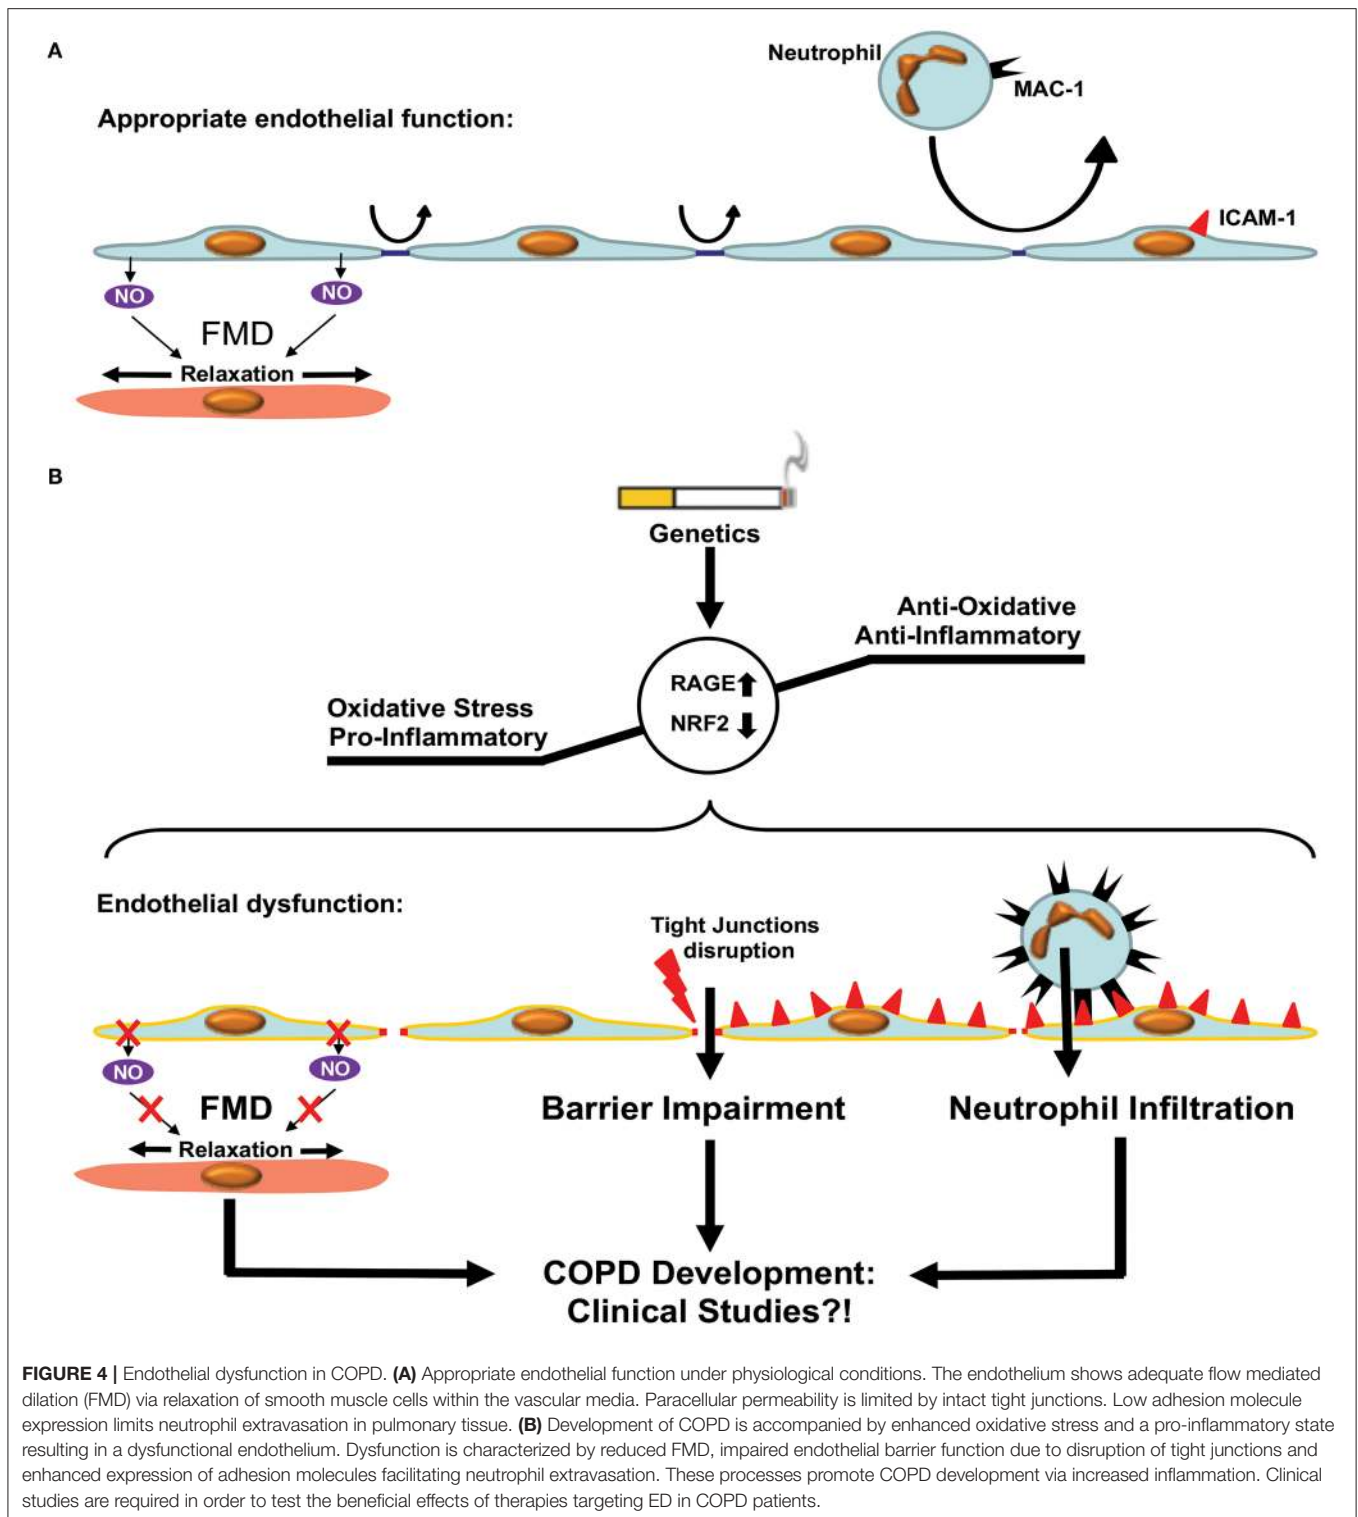 A
Neutrophil
MAC-1
Appropriate endothelial function:
ICAM-1
NO
NO
FMD
Relaxation
B
Genetics
Anti-Oxidative
Anti-Inflammatory
RAGE
NRF2
Oxidative Stress
Pro-Inflammatory
Endothelial dysfunction:
Tight Junctions
disruption
NO
NO
FMD
Relaxation
Barrier Impairment
Neutrophil Infiltration
COPD Development:
Clinical Studies?!
FIGURE 4 | Endothelial dysfunction in COPD. (A) Appropriate endothelial function under physiological conditions. The endothelium shows adequate flow mediated
dilation (FMD) via relaxation of smooth muscle cells within the vascular media. Paracellular permeability is limited by intact tight junctions. Low adhesion molecule
expression limits neutrophil extravasation in pulmonary tissue. (B) Development of COPD is accompanied by enhanced oxidative stress and a pro-inflammatory state
resulting in a dysfunctional endothelium. Dysfunction is characterized by reduced FMD, impaired endothelial barrier function due to disruption of tight junctions and
enhanced expression of adhesion molecules facilitating neutrophil extravasation. These processes promote COPD development via increased inflammation. Clinical
studies are required in order to test the beneficial effects of therapies targeting ED in COPD patients.